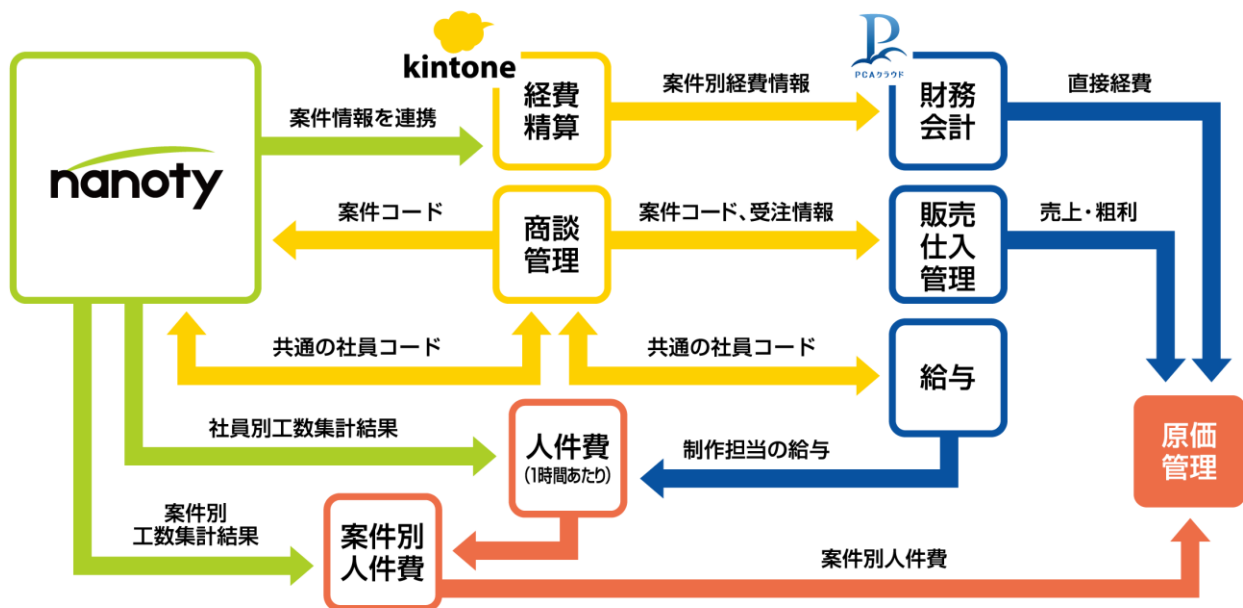 kintone
PCAクラウド
経費
精算
案件別経費情報
財務
会計
直接経費
案件情報を連携
nanoty
案件コード
商談
管理
案件コード、受注情報
販売
仕入
管理
売上・粗利
共通の社員コード
共通の社員コード
給与
社員別工数集計結果
人件費
(1時間あたり)
制作担当の給与
原価
管理
案件別
工数集計結果
案件別
人件費
案件別人件費